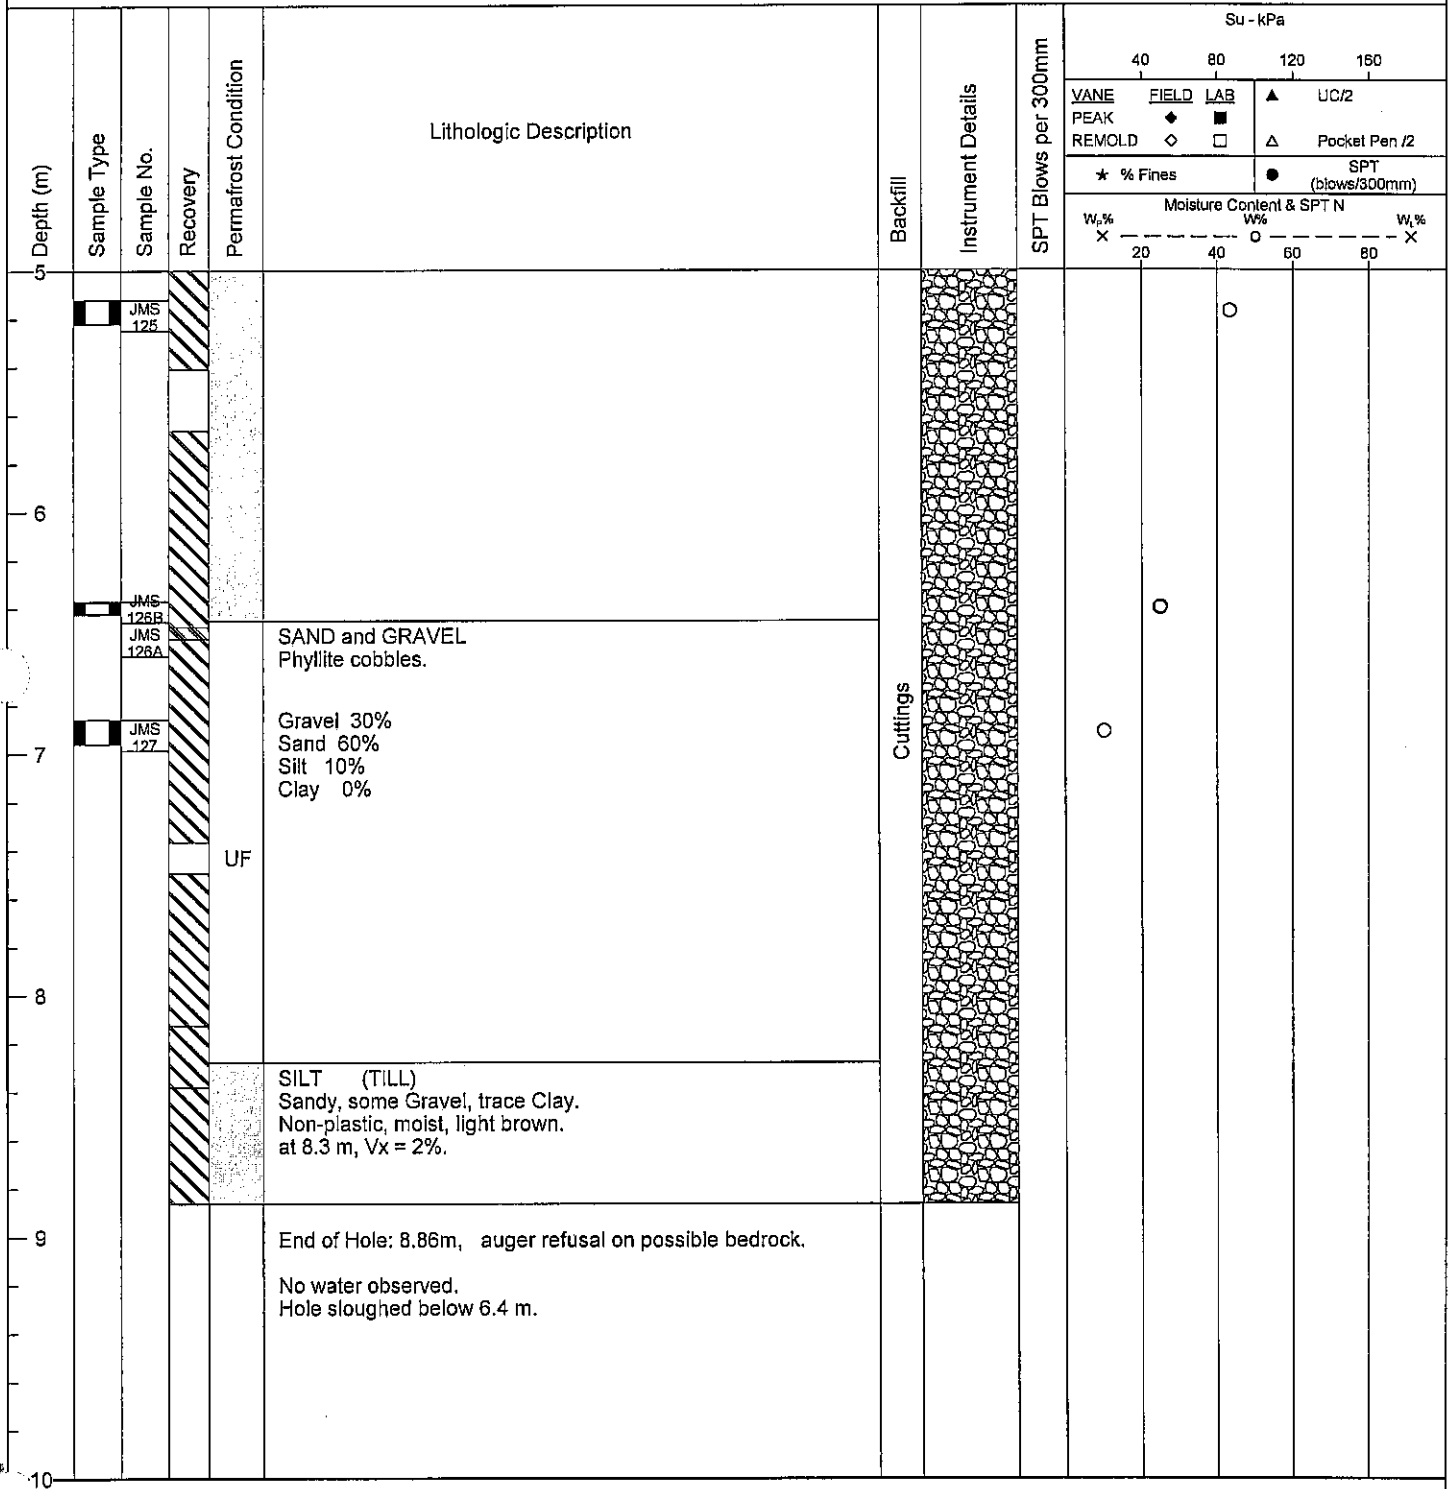 Su - kPa
40 80 120 160
Depth (m)
Sample Type
Sample No.
Recovery
Permafrost Condition
Lithologic Description
Backfill
Instrument Details
SPT Blows per 300mm
VANE FIELD LAB ▲ UC/2
PEAK ◆ ■
REMOLD ◇ □ △ Pocket Pen /2
★ % Fines ● SPT
(blows/300mm)
Moisture Content & SPT N
Wp% W% WL%
20 40 60 80
5
JMS
125
6
JMS
126B
JMS
126A
SAND and GRAVEL
Phyllite cobbles.
Gravel 30%
Sand 60%
Silt 10%
Clay 0%
JMS
127
Cuttings
7
UF
8
SILT (TILL)
Sandy, some Gravel, trace Clay.
Non-plastic, moist, light brown.
at 8.3 m, Vx = 2%.
9
End of Hole: 8.86m, auger refusal on possible bedrock.
No water observed.
Hole sloughed below 6.4 m.
10